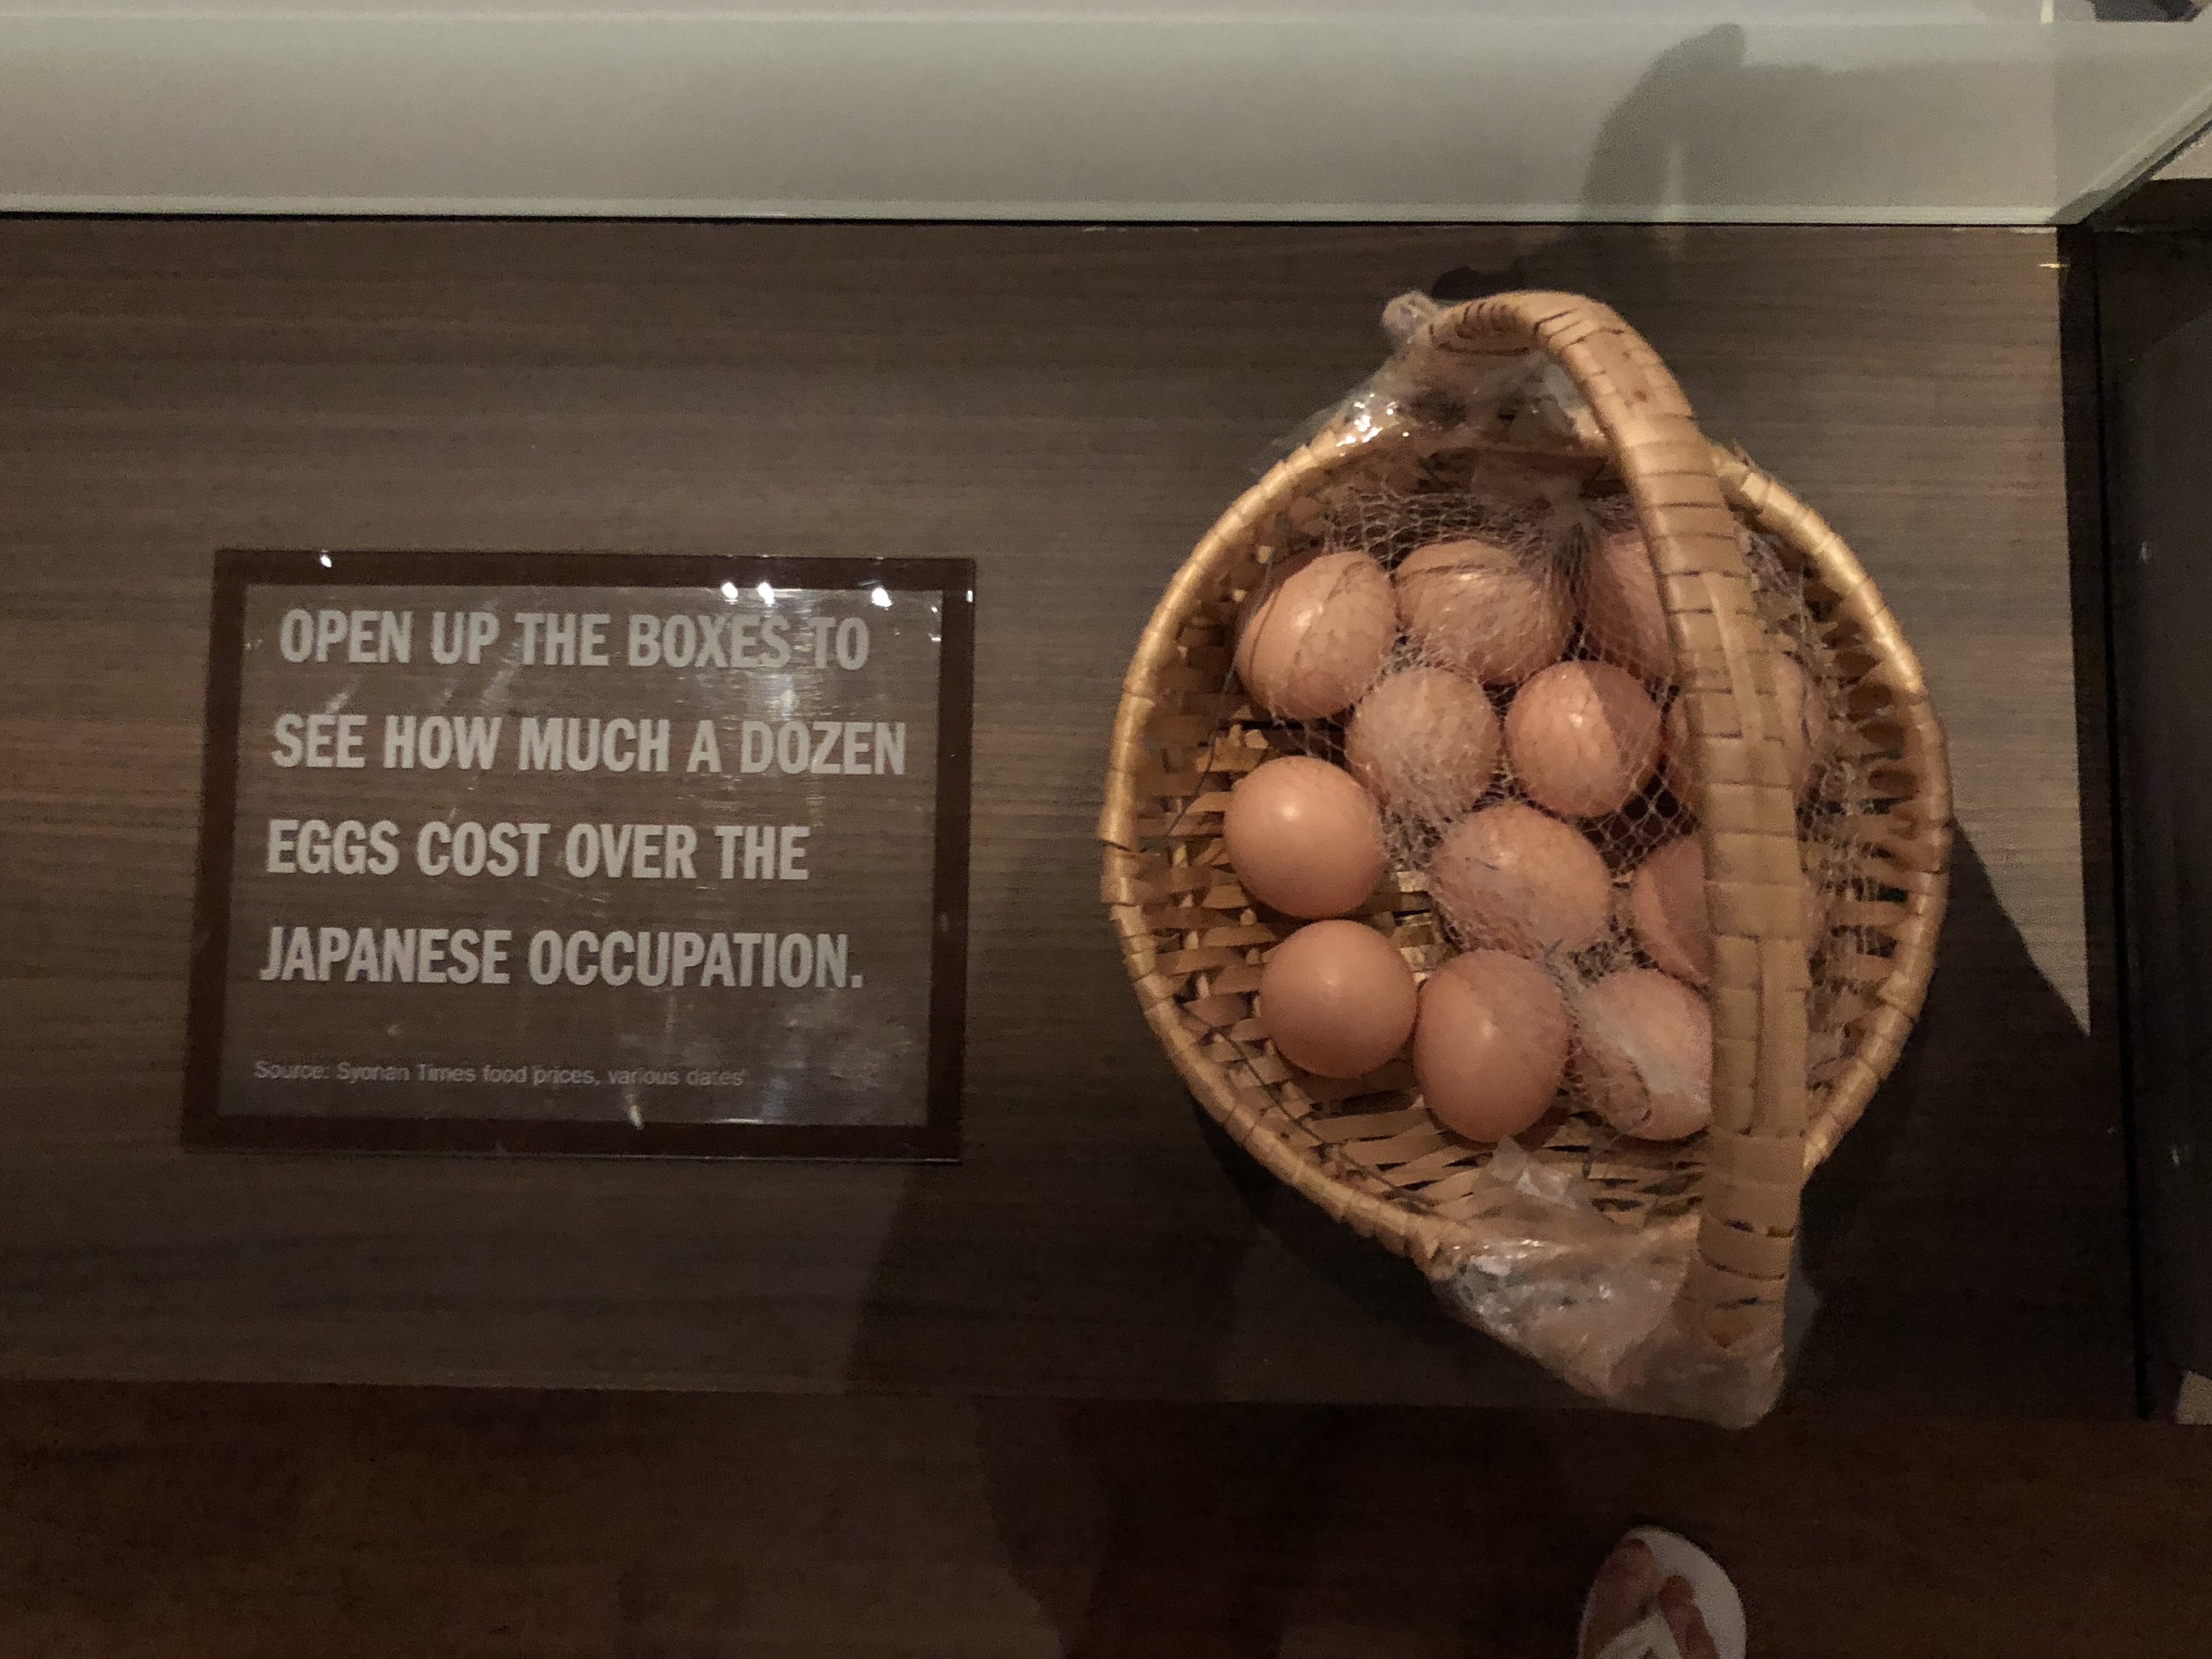 OPEN UP THE BOXES TO
SEE HOW MUCH A DOZEN
EGGS COST OVER THE
JAPANESE OCCUPATION.
Source: Syonan Times food prices, various dates